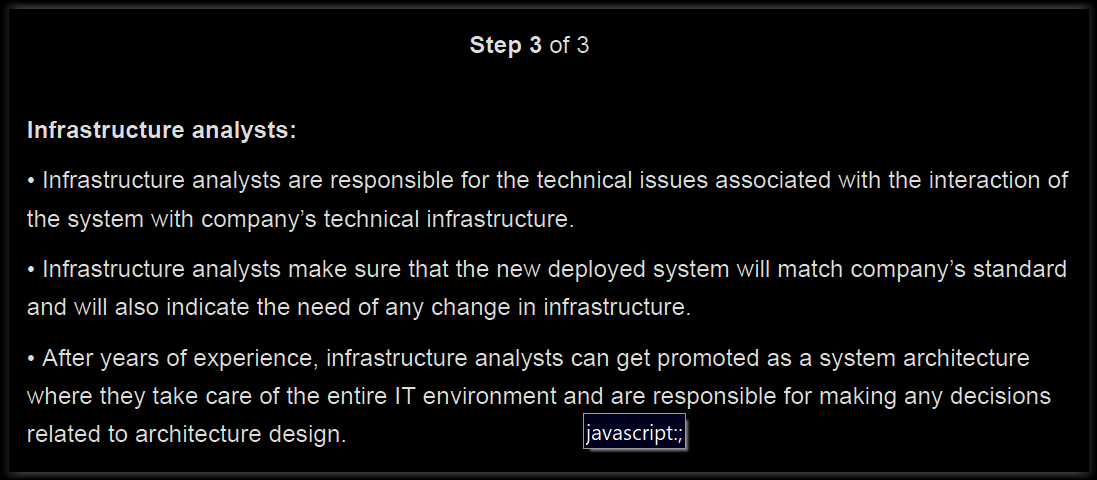 Step 3 of 3
Infrastructure analysts:
• Infrastructure analysts are responsible for the technical issues associated with the interaction of
the system with company’s technical infrastructure.
• Infrastructure analysts make sure that the new deployed system will match company’s standard
and will also indicate the need of any change in infrastructure.
• After years of experience, infrastructure analysts can get promoted as a system architecture
where they take care of the entire IT environment and are responsible for making any decisions
related to architecture design.
javascript:;